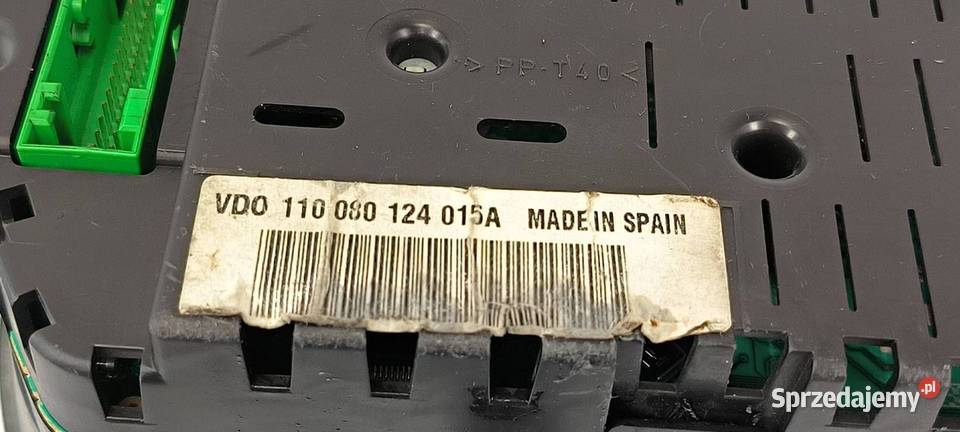 > PP-T40 <
VDO 110 080 124 015A MADE IN SPAIN
Sprzedajemy.pl